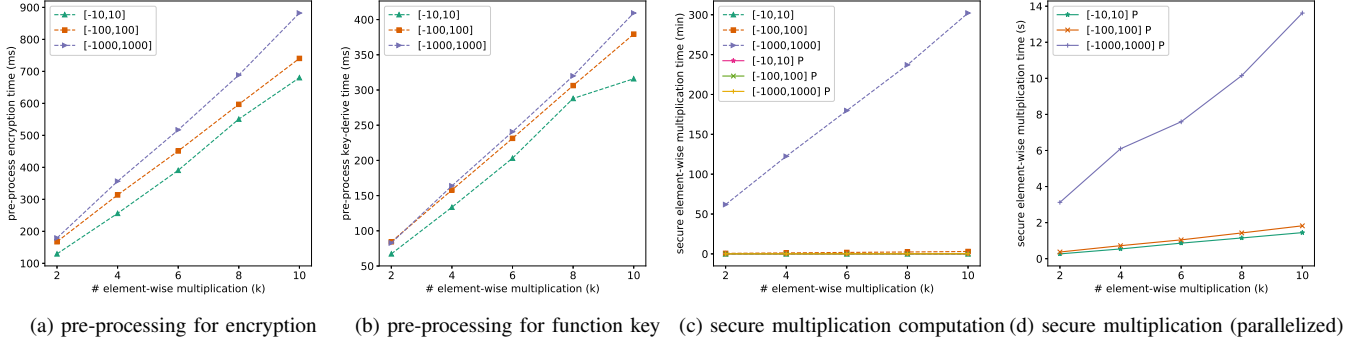 pre-process encryption time (ms)
900
800
700
600
500
400
300
200
100
[-10,10]
[-100,100]
[-1000,1000]
2 4 6 8 10
# element-wise multiplication (k)
(a) pre-processing for encryption
pre-process key-derive time (ms)
400
350
300
250
200
150
100
50
[-10,10]
[-100,100]
[-1000,1000]
2 4 6 8 10
# element-wise multiplication (k)
(b) pre-processing for function key
secure element-wise multiplication time (min)
300
250
200
150
100
50
0
[-10,10]
[-100,100]
[-1000,1000]
[-10,10] P
[-100,100] P
[-1000,1000] P
2 4 6 8 10
# element-wise multiplication (k)
(c) secure multiplication computation
secure element-wise multiplication time (s)
14
12
10
8
6
4
2
0
[-10,10] P
[-100,100] P
[-1000,1000] P
2 4 6 8 10
# element-wise multiplication (k)
(d) secure multiplication (parallelized)